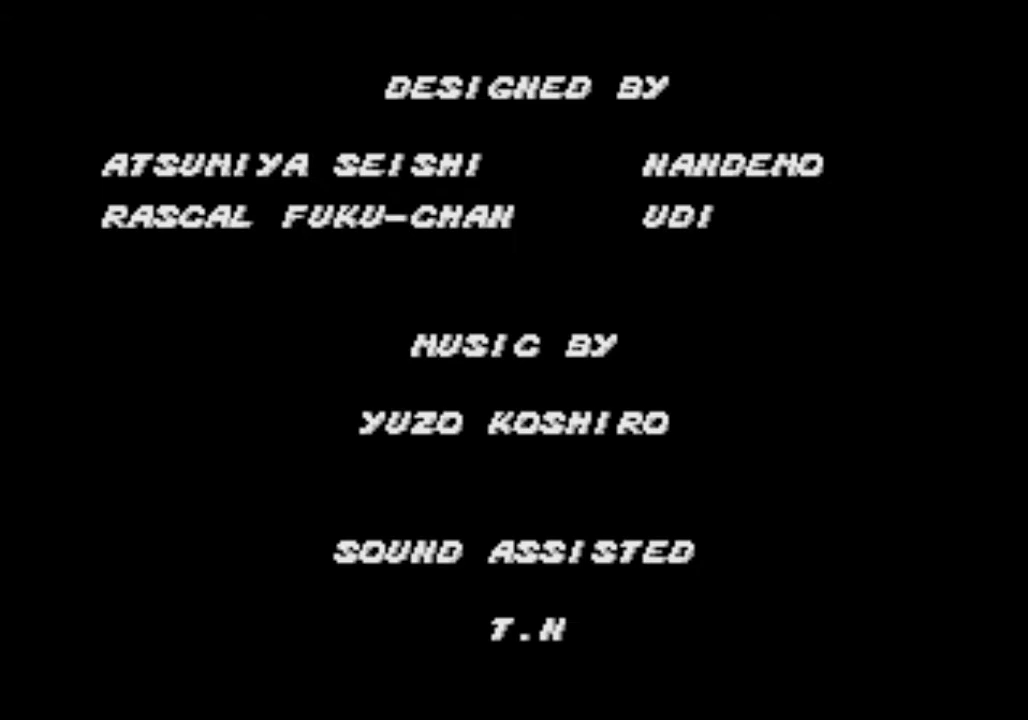 DESIGNED BY
ATSUMIYA SEISHI NANDEMO
RASCAL FUKU-CHAN UDI
MUSIC BY
YUZO KOSHIRO
SOUND ASSISTED
T.N